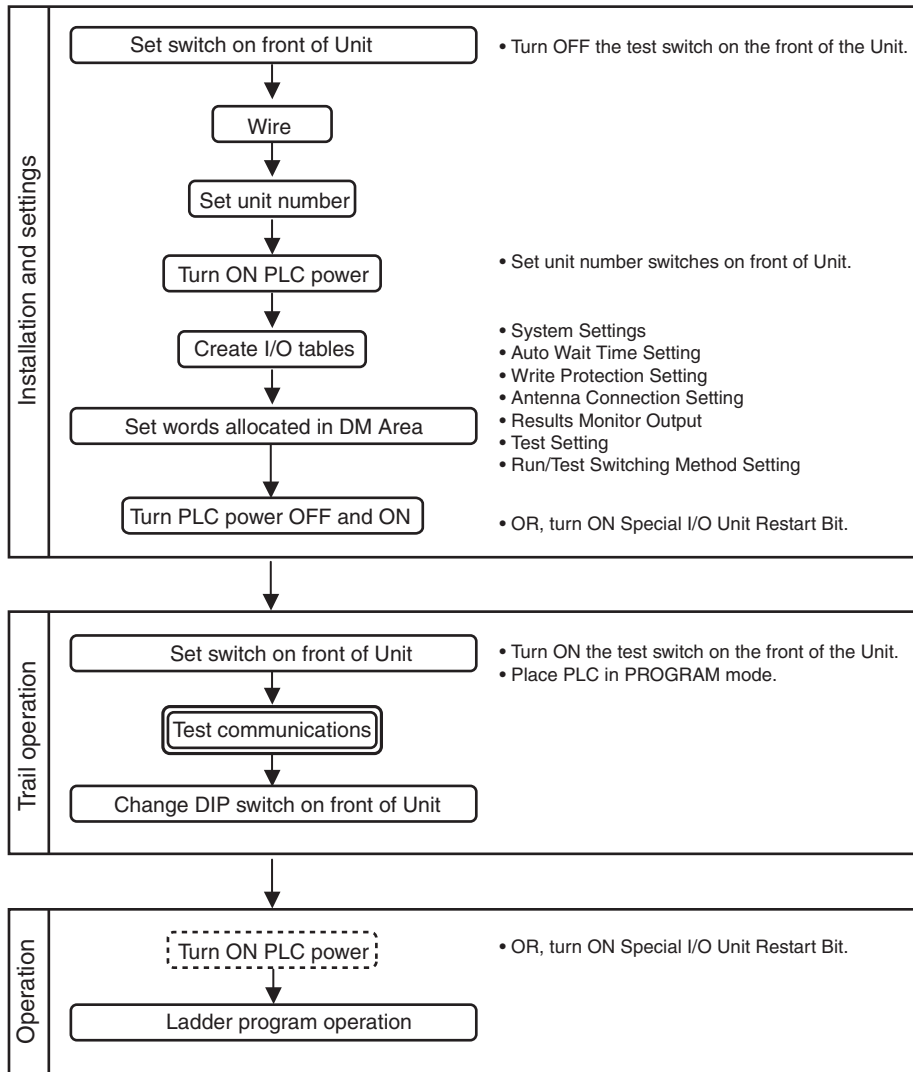 Installation and settings
Set switch on front of Unit
• Turn OFF the test switch on the front of the Unit.
Wire
Set unit number
Turn ON PLC power
• Set unit number switches on front of Unit.
Create I/O tables
• System Settings
• Auto Wait Time Setting
• Write Protection Setting
• Antenna Connection Setting
• Results Monitor Output
• Test Setting
• Run/Test Switching Method Setting
Set words allocated in DM Area
Turn PLC power OFF and ON
• OR, turn ON Special I/O Unit Restart Bit.
Trail operation
Set switch on front of Unit
• Turn ON the test switch on the front of the Unit.
• Place PLC in PROGRAM mode.
Test communications
Change DIP switch on front of Unit
Operation
Turn ON PLC power
• OR, turn ON Special I/O Unit Restart Bit.
Ladder program operation